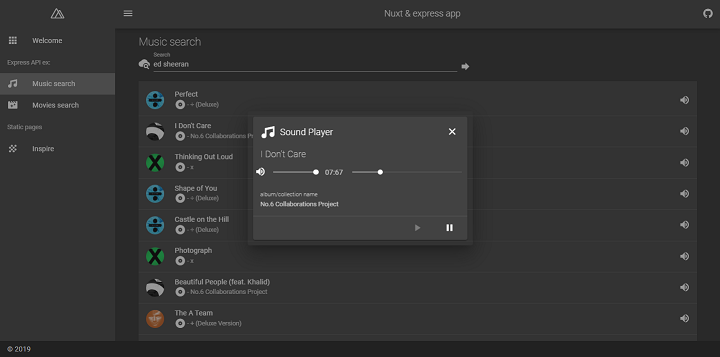 Nuxt & express app
Welcome
Express API ex:
Music search
Movies search
Static pages
Inspire
Music search
Search
ed sheeran
Perfect
- ÷ (Deluxe)
I Don't Care
- No.6 Collaborations P
Thinking Out Loud
- x
Shape of You
- ÷ (Deluxe)
Castle on the Hill
- ÷ (Deluxe)
Photograph
- x
Beautiful People (feat. Khalid)
- No.6 Collaborations Project
The A Team
- + (Deluxe Version)
Sound Player
I Don't Care
07:67
album/collection name
No.6 Collaborations Project
© 2019